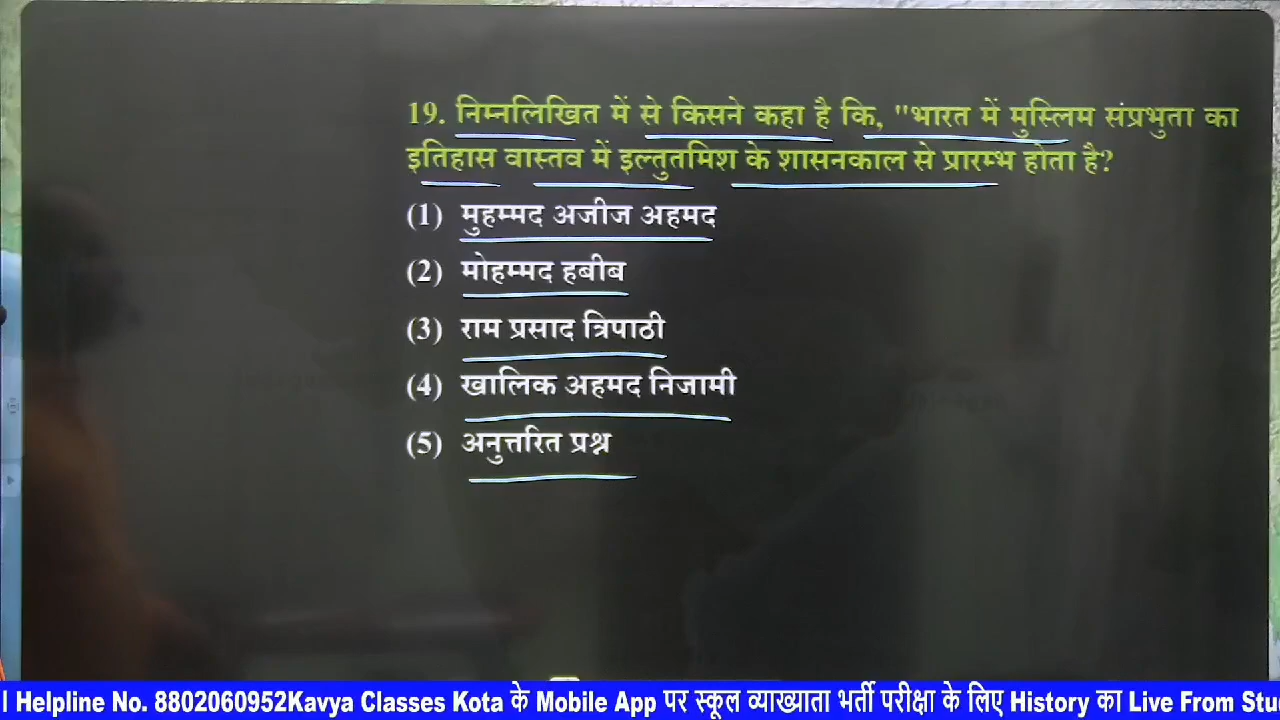 19. निम्नलिखित में से किसने कहा है कि, "भारत में मुस्लिम संप्रभुता का
इतिहास वास्तव में इल्तुतमिश के शासनकाल से प्रारम्भ होता है?
(1) मुहम्मद अजीज अहमद
(2) मोहम्मद हबीब
(3) राम प्रसाद त्रिपाठी
(4) खालिक अहमद निजामी
(5) अनुत्तरित प्रश्न
l Helpline No. 8802060952Kavya Classes Kota के Mobile App पर स्कूल व्याख्याता भर्ती परीक्षा के लिए History का Live From Stu